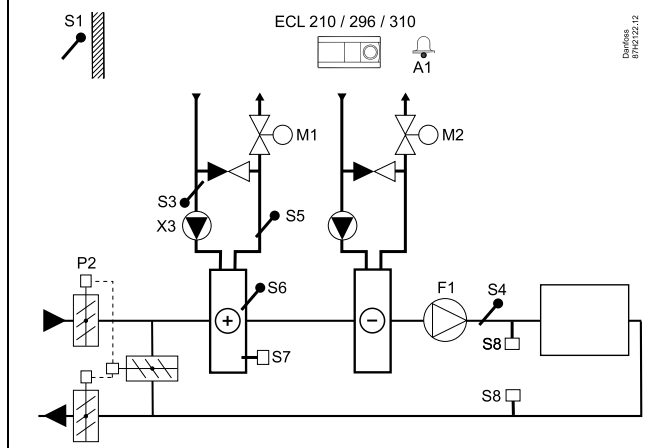 S1
ECL 210 / 296 / 310
A1
Danfoss
87H2122.12
M1
M2
S3
X3
S5
P2
S6
F1
S4
+
−
S7
S8
S8